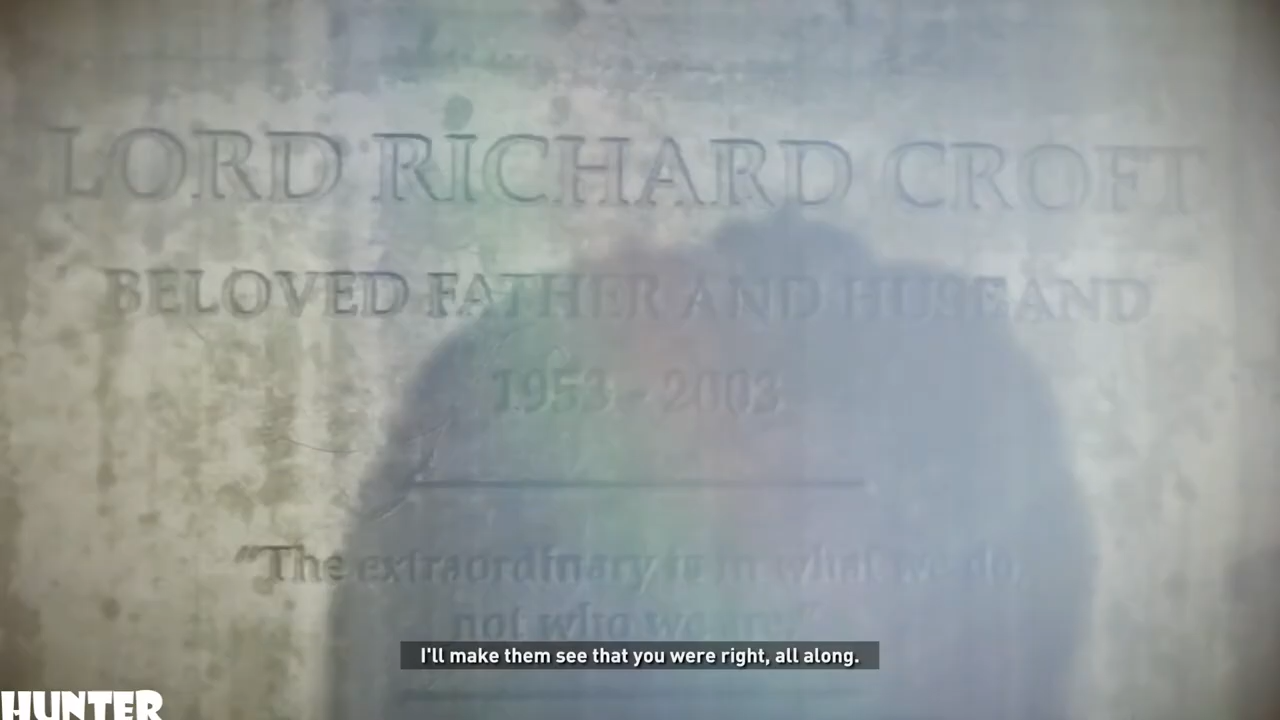 LORD RICHARD CROFT
BELOVED FATHER AND HUSBAND
1953 - 2003
"The extraordinary is in what we do,
not who we are."
I'll make them see that you were right, all along.
HUNTER